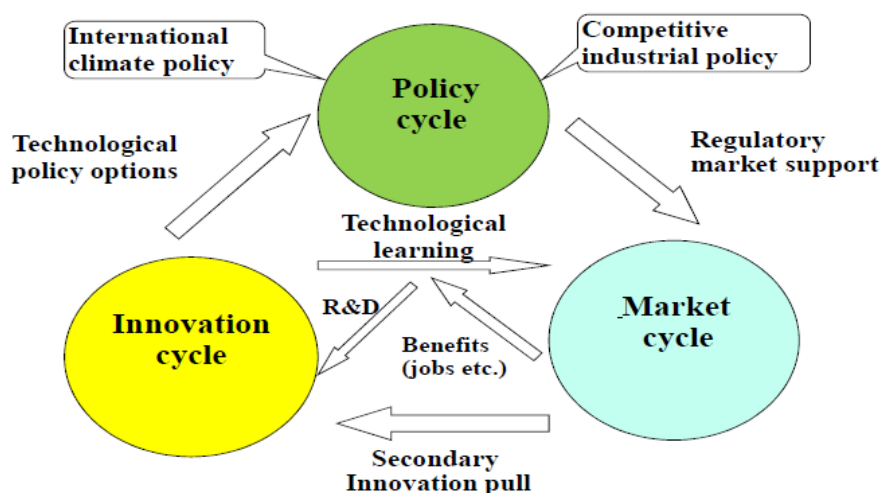 International
climate policy
Competitive
industrial policy
Policy
cycle
Technological
policy options
Regulatory
market support
Technological
learning
Innovation
cycle
R&D
Benefits
(jobs etc.)
Market
cycle
Secondary
Innovation pull